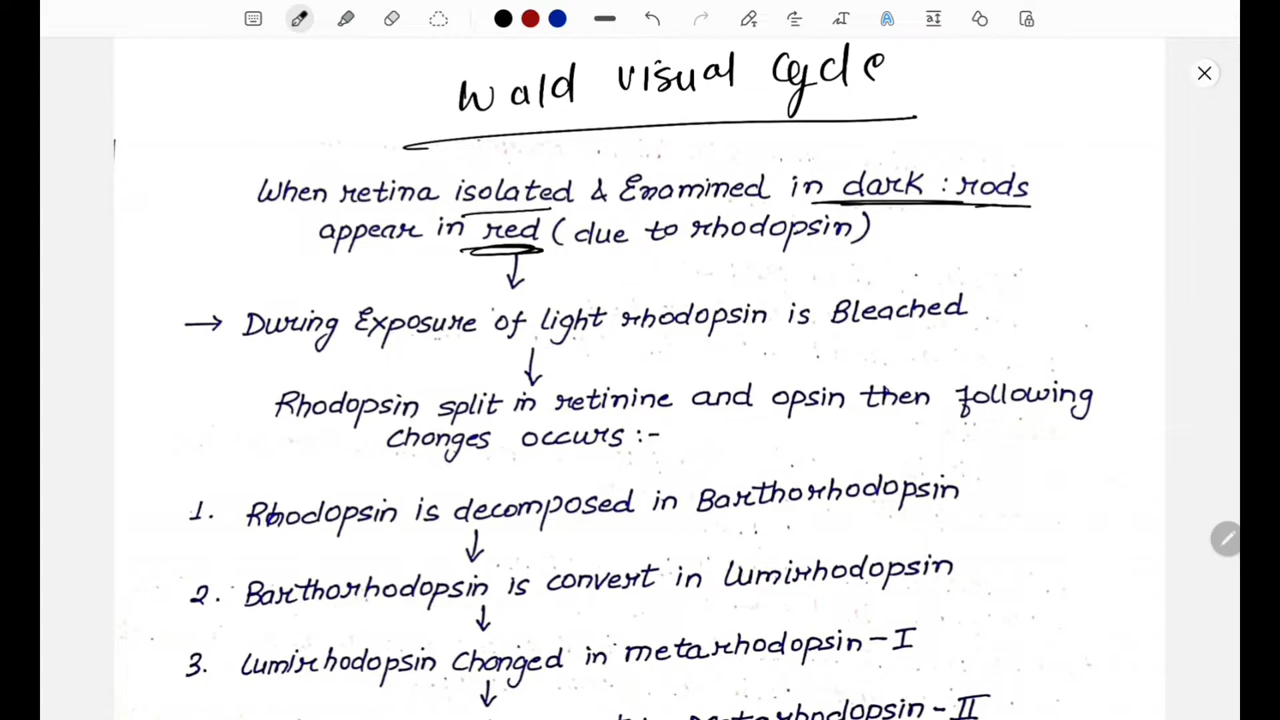 Wald visual cycle
When retina isolated & Examined in dark : rods
appear in red ( due to rhodopsin )
↓
→ During Exposure of light rhodopsin is Bleached
↓
Rhodopsin split in retinine and opsin then following
changes occurs :-
1. Rhodopsin is decomposed in Barthorhodopsin
↓
2. Barthorhodopsin is convert in lumirhodopsin
↓
3. Lumirhodopsin Changed in metarhodopsin - I
↓
- II